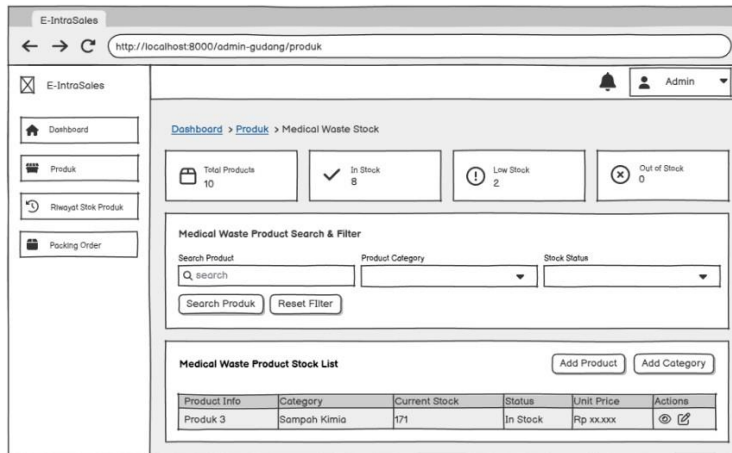 E-IntraSales
http://localhost:8000/admin-gudang/produk
E-IntraSales
Admin
Dashboard
Produk
Riwayat Stok Produk
Packing Order
Dashboard > Produk > Medical Waste Stock
Total Products
10
In Stock
8
Low Stock
2
Out of Stock
0
Medical Waste Product Search & Filter
Search Product
Product Category
Stock Status
search
Search Produk
Reset FIlter
Medical Waste Product Stock List
Add Product
Add Category
Product Info Category Current Stock Status Unit Price Actions
Produk 3 Sampah Kimia 171 In Stock Rp xx.xxx